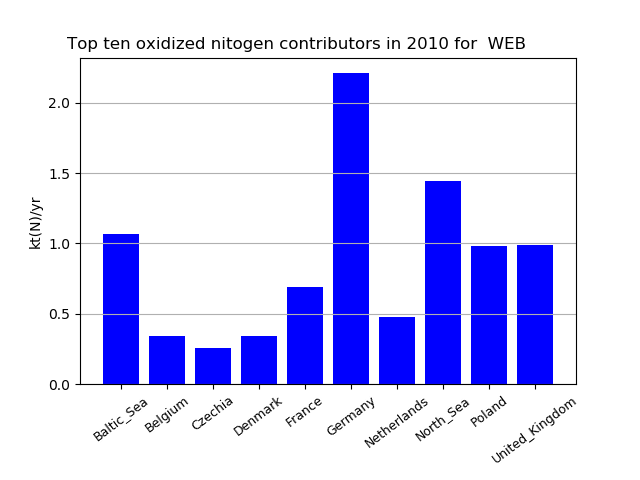 Top ten oxidized nitogen contributors in 2010 for  WEB
kt(N)/yr
2.0
1.5
1.0
0.5
0.0
Baltic_Sea
Belgium
Czechia
Denmark
France
Germany
Netherlands
North_Sea
Poland
United_Kingdom